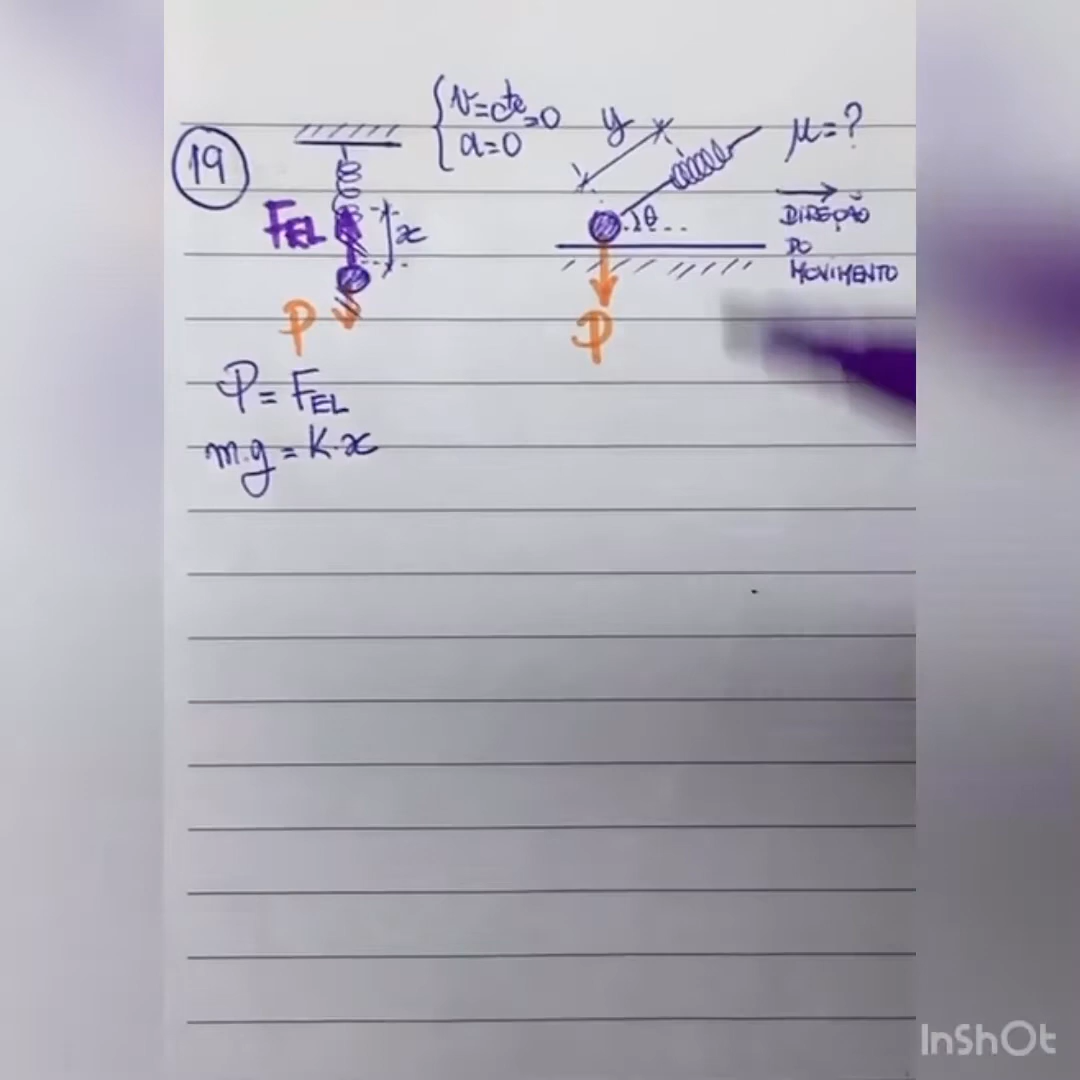 19
v=cte=0
a=0
FEL
x
P
y
μ=?
θ
DIREÇÃO
DO
MOVIMENTO
P
P = FEL
m.g = K.x
InShOt